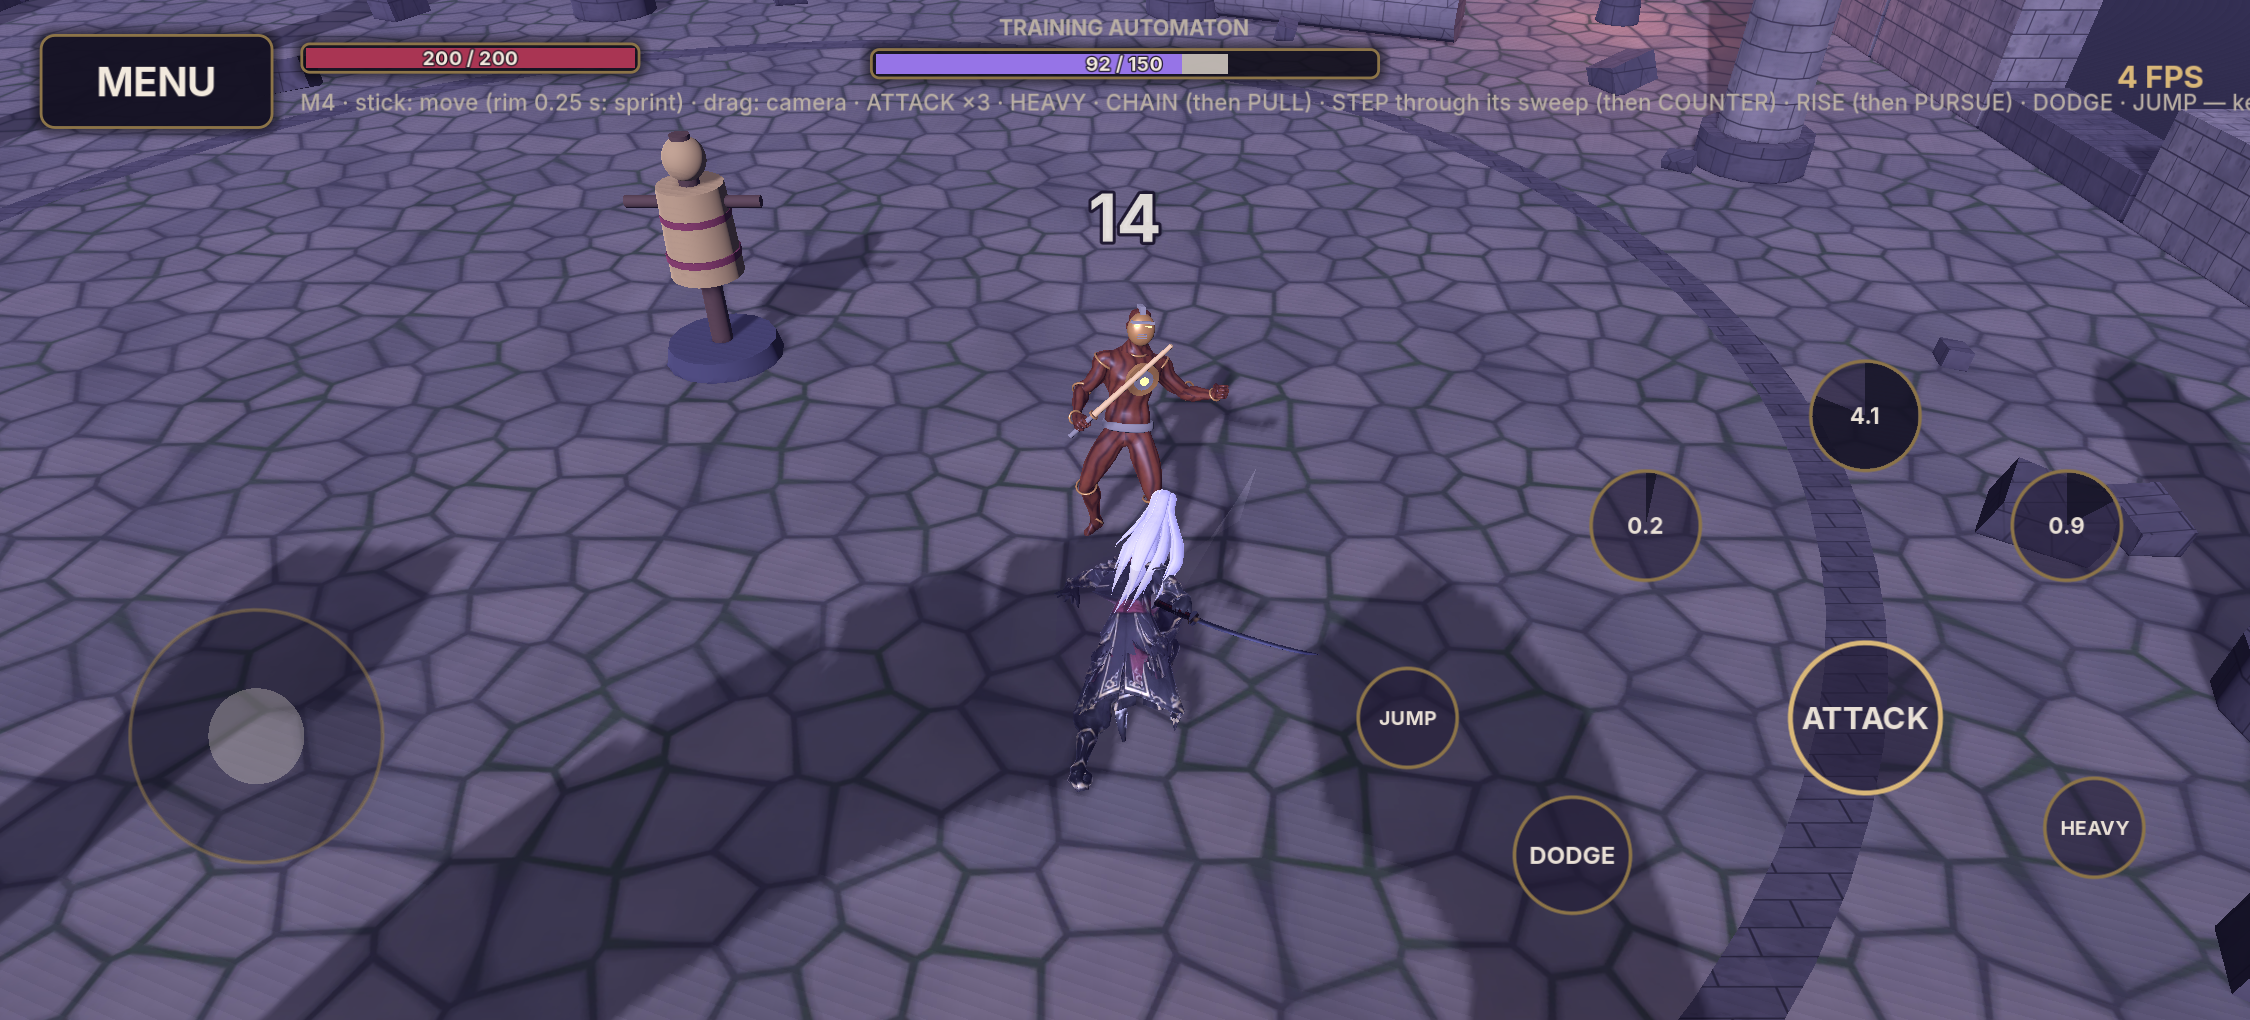 TRAINING AUTOMATON
MENU
200 / 200
92 / 150
4 FPS
M4 · stick: move (rim 0.25 s: sprint) · drag: camera · ATTACK ×3 · HEAVY · CHAIN (then PULL) · STEP through its sweep (then COUNTER) · RISE (then PURSUE) · DODGE · JUMP — ke
14
4.1
0.2
0.9
JUMP
ATTACK
HEAVY
DODGE